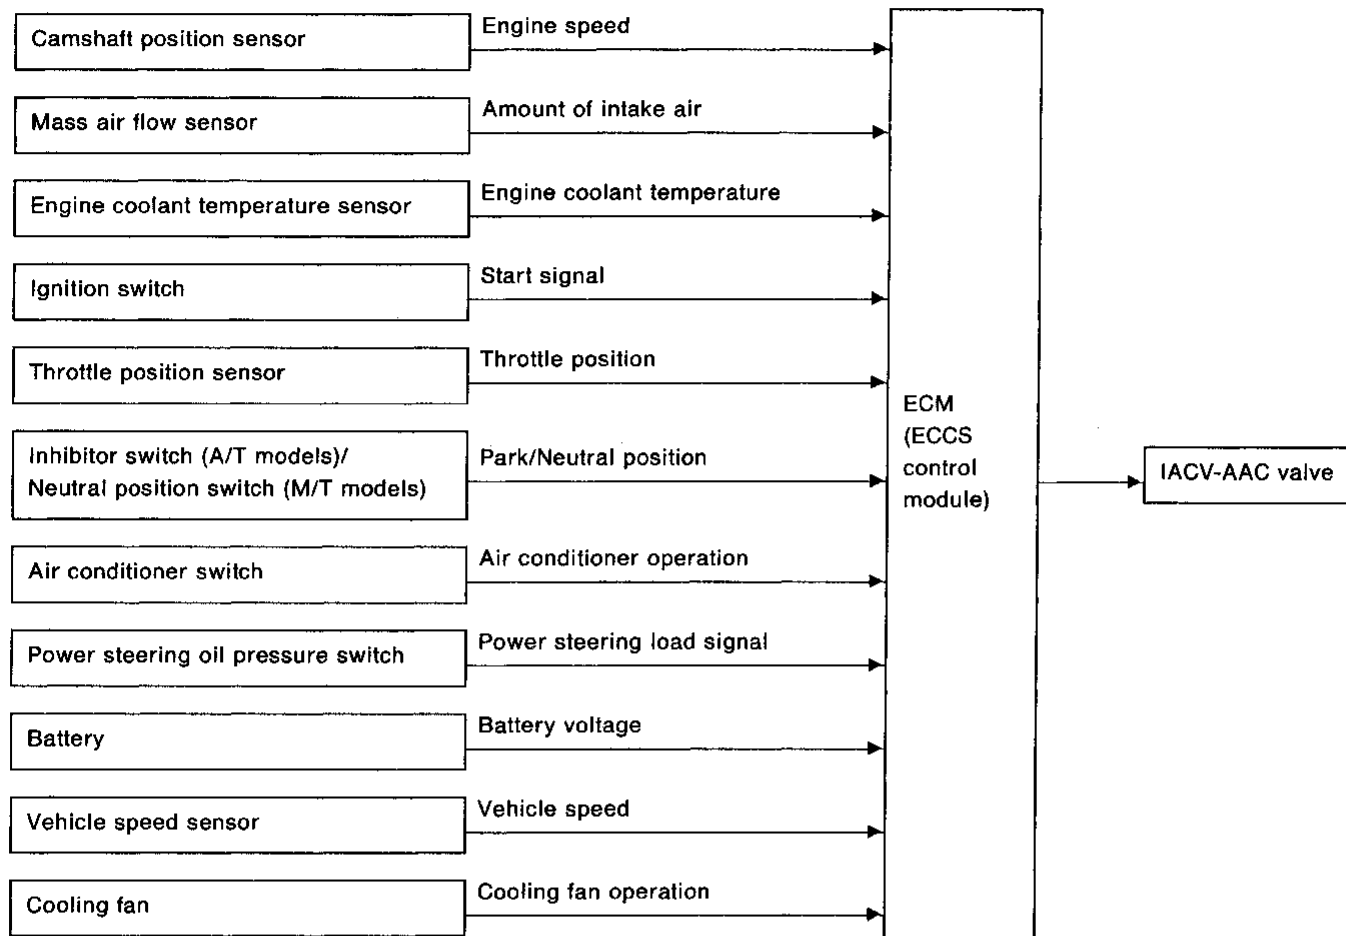 Camshaft position sensor
Engine speed
Mass air flow sensor
Amount of intake air
Engine coolant temperature sensor
Engine coolant temperature
Ignition switch
Start signal
Throttle position sensor
Throttle position
Inhibitor switch (A/T models)/
Neutral position switch (M/T models)
Park/Neutral position
Air conditioner switch
Air conditioner operation
Power steering oil pressure switch
Power steering load signal
Battery
Battery voltage
Vehicle speed sensor
Vehicle speed
Cooling fan
Cooling fan operation
ECM
(ECCS
control
module)
IACV-AAC valve